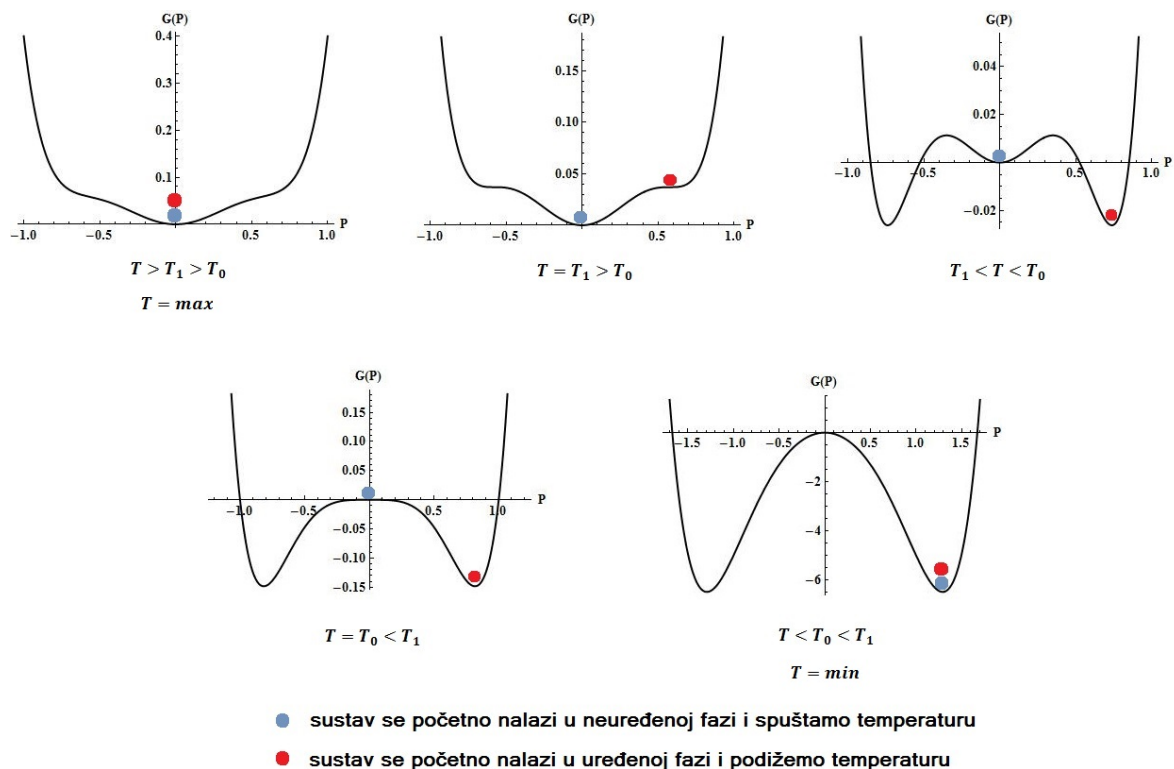 G(P)
0.4
0.3
0.2
0.1
−1.0 −0.5 0.5 1.0 P
T > T₁ > T₀
T = max
G(P)
0.15
0.10
0.05
−1.0 −0.5 0.5 1.0 P
T = T₁ > T₀
G(P)
0.04
0.02
−1.0 −0.5 0.5 1.0 P
−0.02
T₁ < T < T₀
G(P)
0.15
0.10
0.05
−1.0 −0.5 0.5 1.0 P
−0.05
−0.10
−0.15
T = T₀ < T₁
G(P)
−1.5 −1.0 −0.5 0.5 1.0 1.5 P
−2
−4
−6
T < T₀ < T₁
T = min
sustav se početno nalazi u neuređenoj fazi i spuštamo temperaturu
sustav se početno nalazi u uređenoj fazi i podižemo temperaturu